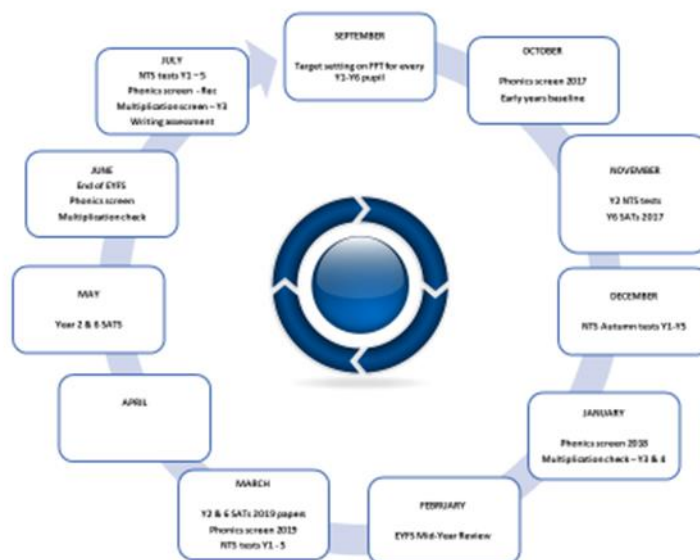 SEPTEMBER
Target setting on FFT for every
Y1-Y6 pupil
OCTOBER
Phonics screen 2017
Early years baseline
NOVEMBER
Y2 NTS tests
Y6 SATs 2017
DECEMBER
NTS Autumn tests Y1-Y5
JANUARY
Phonics screen 2018
Multiplication check – Y3 & 4
FEBRUARY
EYFS Mid-Year Review
MARCH
Y2 & 6 SATs 2019 papers
Phonics screen 2019
NTS tests Y1 - 5
APRIL
MAY
Year 2 & 6 SATS
JUNE
End of EYFS
Phonics screen
Multiplication check
JULY
NTS tests Y1 – 5
Phonics screen - Rec
Multiplication screen – Y3
Writing assessment